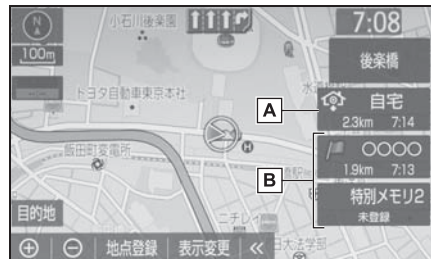 小石川後楽園
7:08
N
100m
後楽橋
トヨタ自動車東京本社
A
自宅
2.3km 7:14
飯田町変電所
B
〇〇〇〇
1.9km 7:13
特別メモリ2
未登録
目的地
ニチレイ
地点登録
表示変更
日大法学部